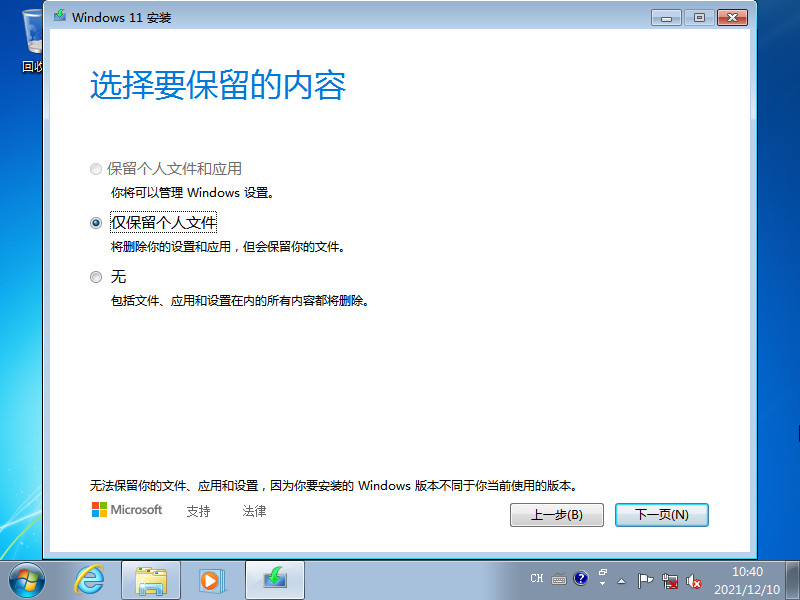 Windows 11 安装
回收
选择要保留的内容
保留个人文件和应用
你将可以管理 Windows 设置。
仅保留个人文件
将删除你的设置和应用，但会保留你的文件。
无
包括文件、应用和设置在内的所有内容都将删除。
无法保留你的文件、应用和设置，因为你要安装的 Windows 版本不同于你当前使用的版本。
Microsoft 支持 法律 上一步(B) 下一页(N)
CH 10:40
2021/12/10